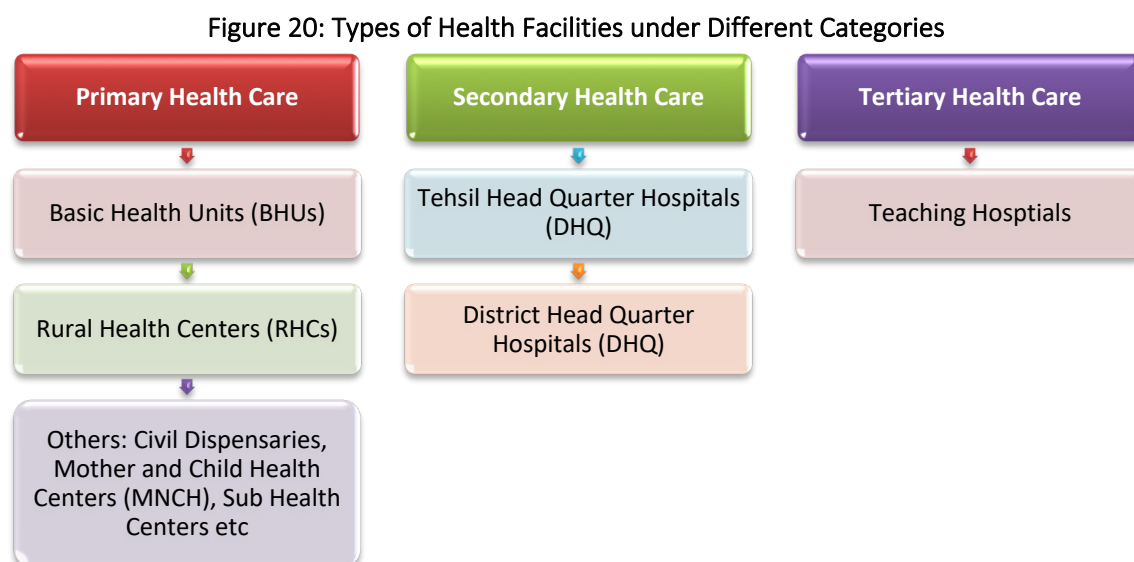 Figure 20: Types of Health Facilities under Different Categories
Primary Health Care
Basic Health Units (BHUs)
Rural Health Centers (RHCs)
Others: Civil Dispensaries,
Mother and Child Health
Centers (MNCH), Sub Health
Centers etc
Secondary Health Care
Tehsil Head Quarter Hospitals
(DHQ)
District Head Quarter
Hospitals (DHQ)
Tertiary Health Care
Teaching Hosptials